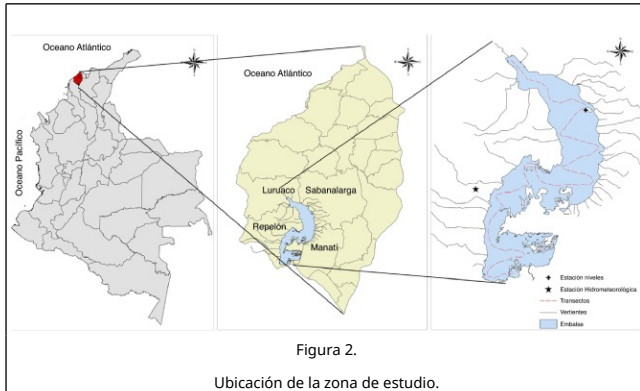 Oceano Atlántico
Oceano Pacífico
Oceano Atlántico
Luruaco
Sabanalarga
Repelón
Manatí
Estación niveles
Estación Hidrometeorológica
Transectos
Vertientes
Embalse
Figura 2.
Ubicación de la zona de estudio.